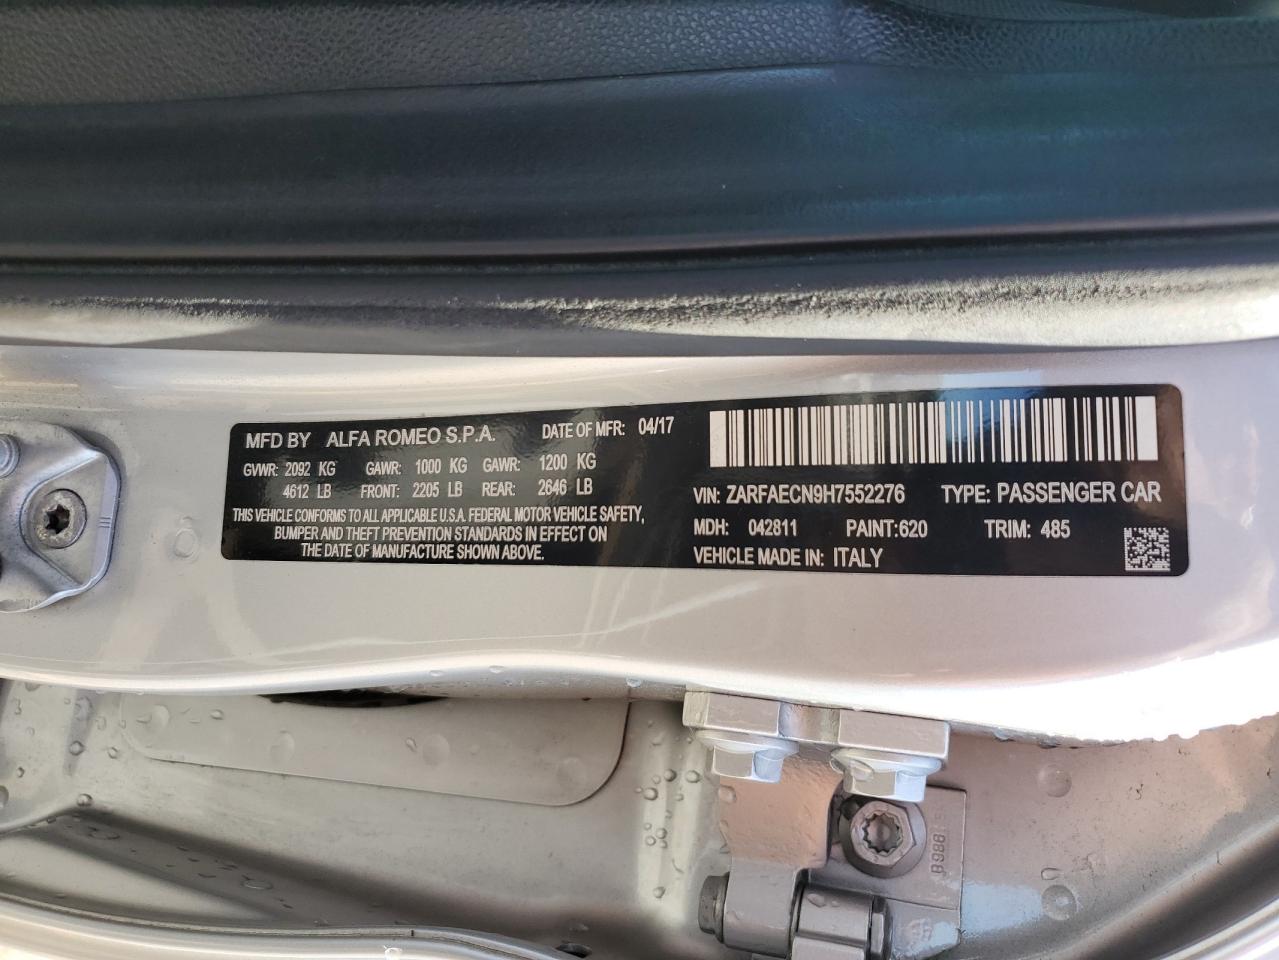 MFD BY ALFA ROMEO S.P.A. DATE OF MFR: 04/17
GVWR: 2092 KG GAWR: 1000 KG GAWR: 1200 KG
4612 LB FRONT: 2205 LB REAR: 2646 LB
THIS VEHICLE CONFORMS TO ALL APPLICABLE U.S.A. FEDERAL MOTOR VEHICLE SAFETY,
BUMPER AND THEFT PREVENTION STANDARDS IN EFFECT ON
THE DATE OF MANUFACTURE SHOWN ABOVE.
VIN: ZARFAECN9H7552276 TYPE: PASSENGER CAR
MDH: 042811 PAINT:620 TRIM: 485
VEHICLE MADE IN: ITALY